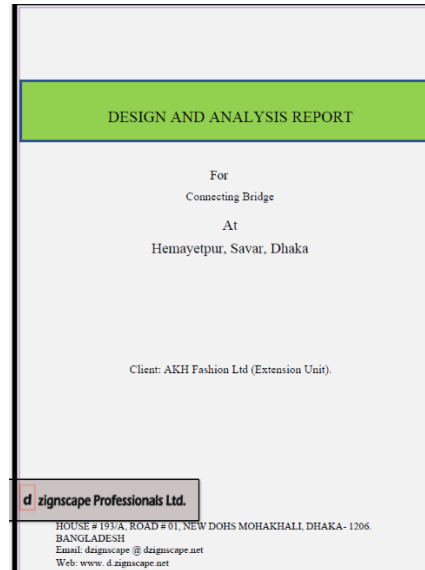 DESIGN AND ANALYSIS REPORT
For
Connecting Bridge
At
Hemayetpur, Savar, Dhaka
Client: AKH Fashion Ltd (Extension Unit).
d zignscape Professionals Ltd.
HOUSE # 193/A, ROAD # 01, NEW DOHS MOHAKHALI, DHAKA- 1206.
BANGLADESH
Email: dzignscape @ dzignscape.net
Web: www. d.zignscape.net